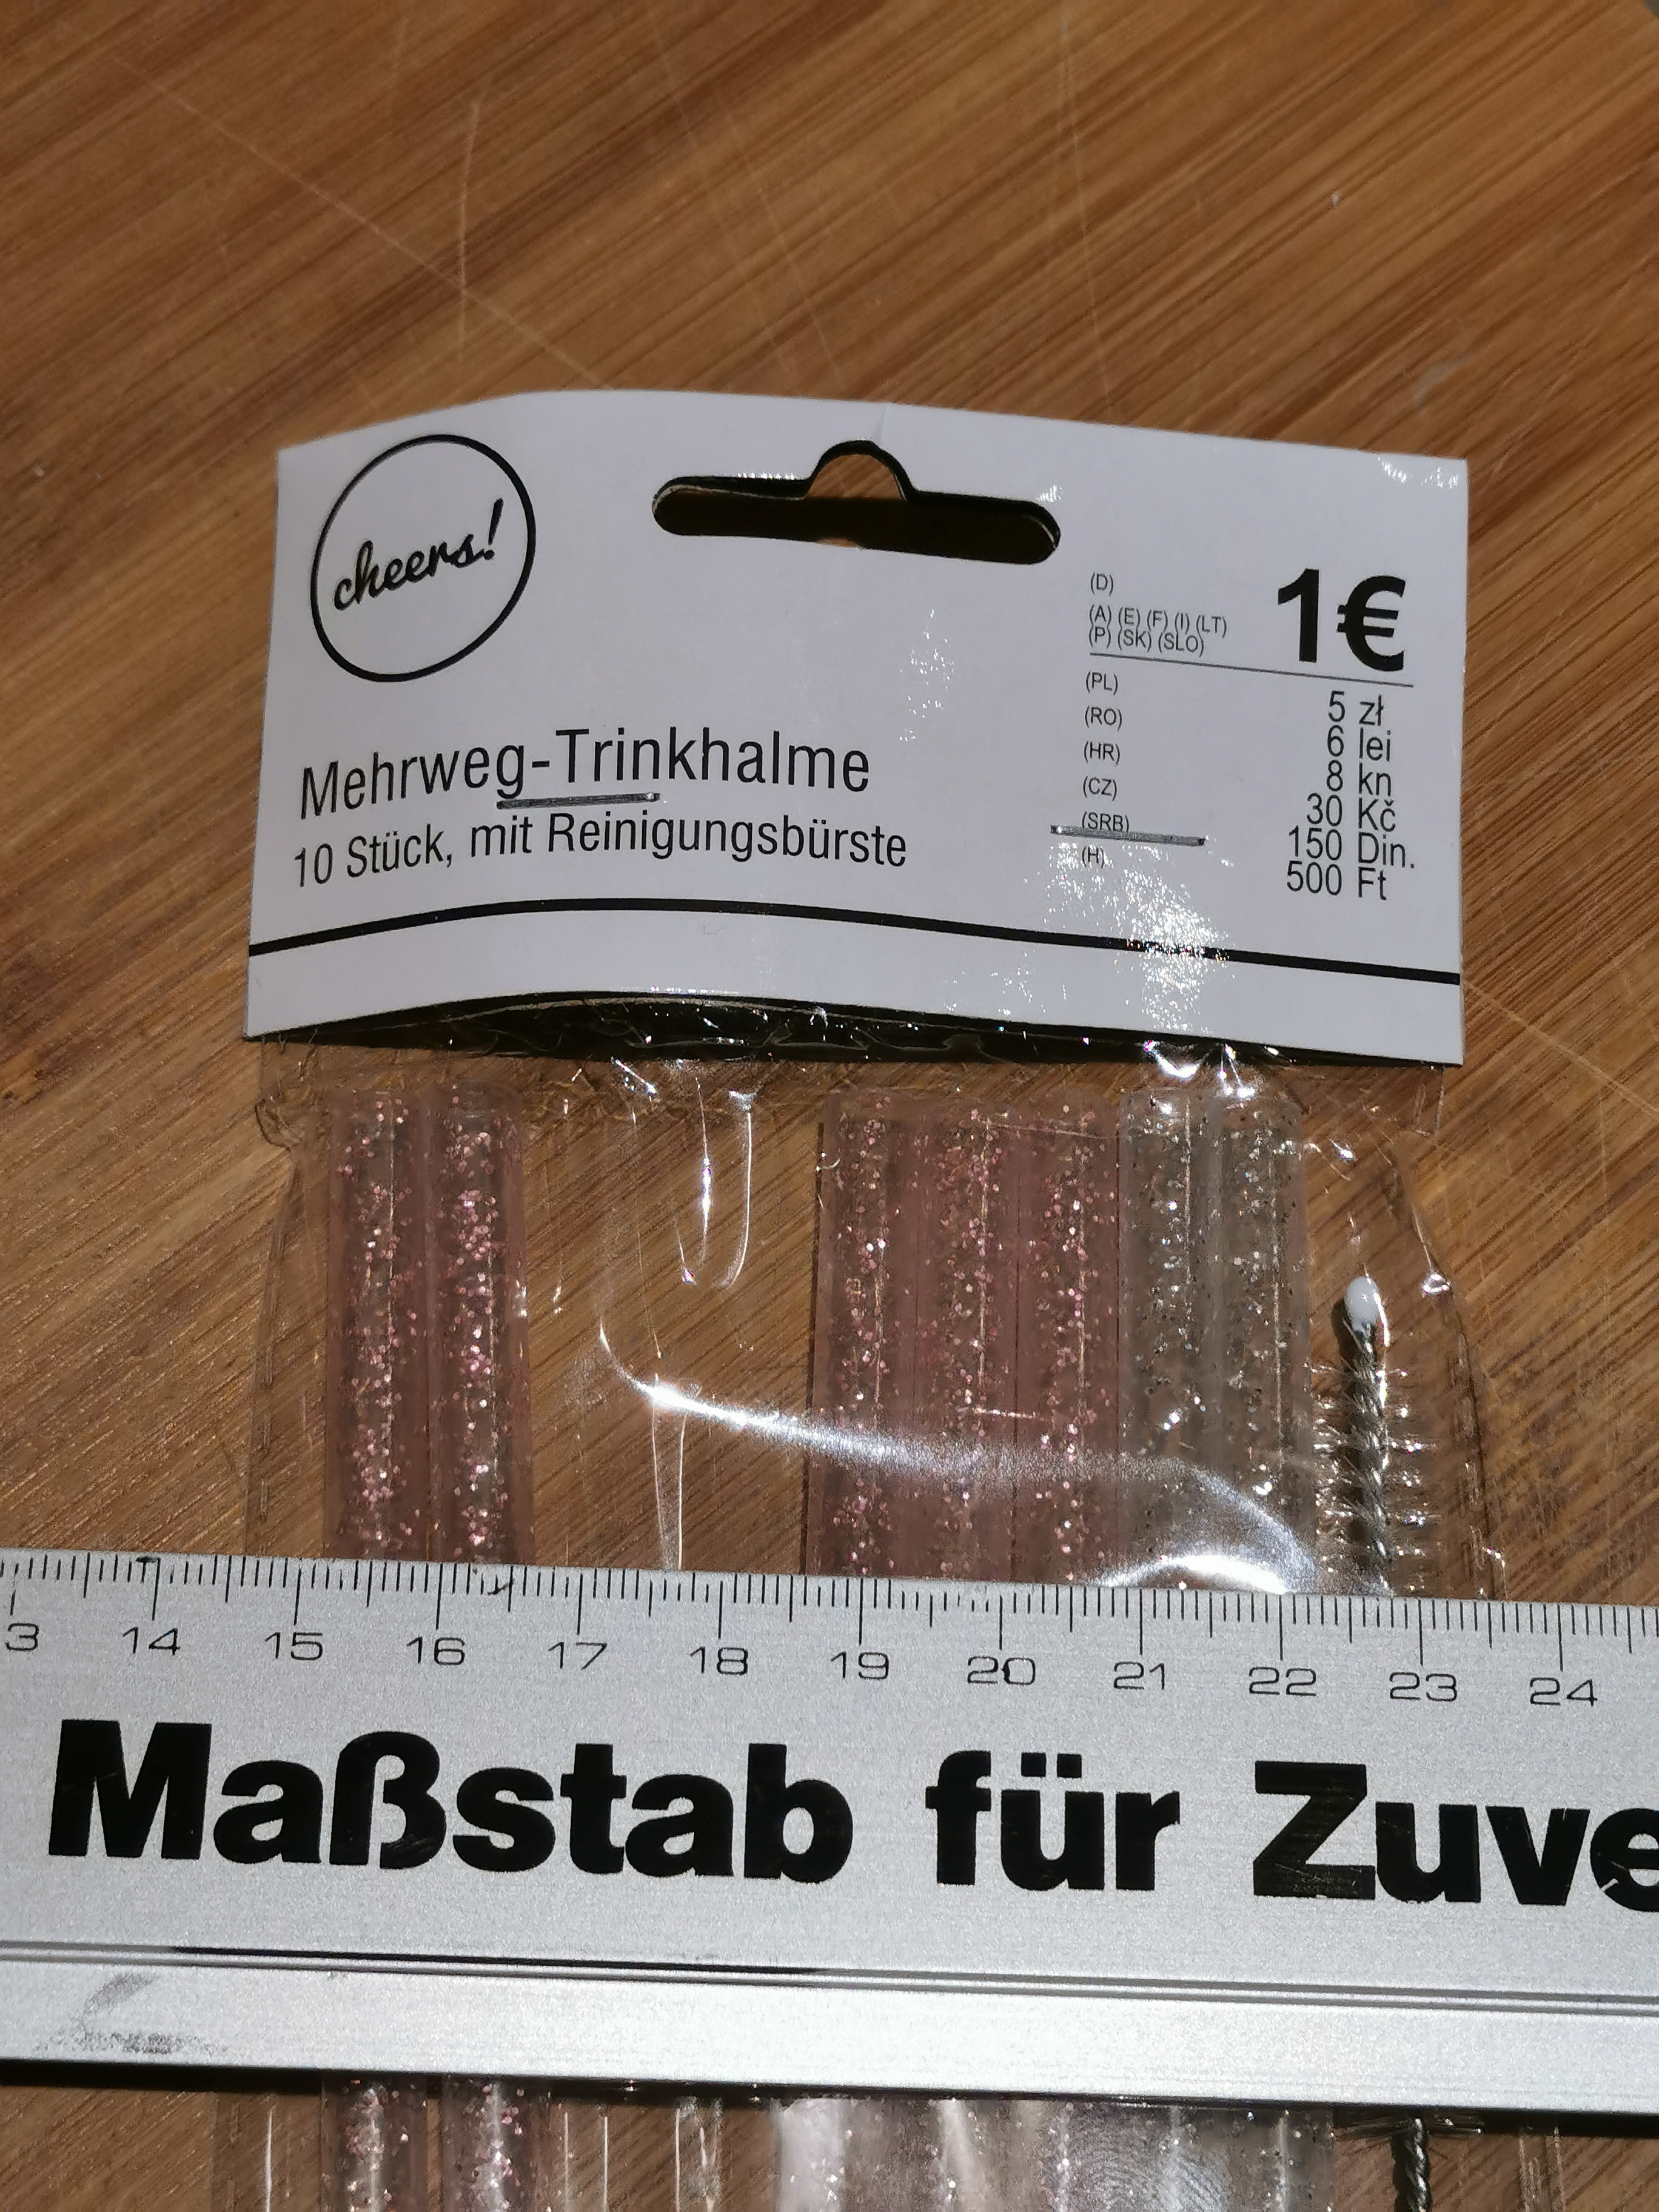 cheers!
(D)
1€
(A) (E) (F) (I) (LT)
(P) (SK) (SLO)
(PL) 5 zł
(RO) 6 lei
(HR) 8 kn
(CZ) 30 Kč
(SRB) 150 Din.
(H) 500 Ft
Mehrweg-Trinkhalme
10 Stück, mit Reinigungsbürste
3 14 15 16 17 18 19 20 21 22 23 24
Maßstab für Zuve